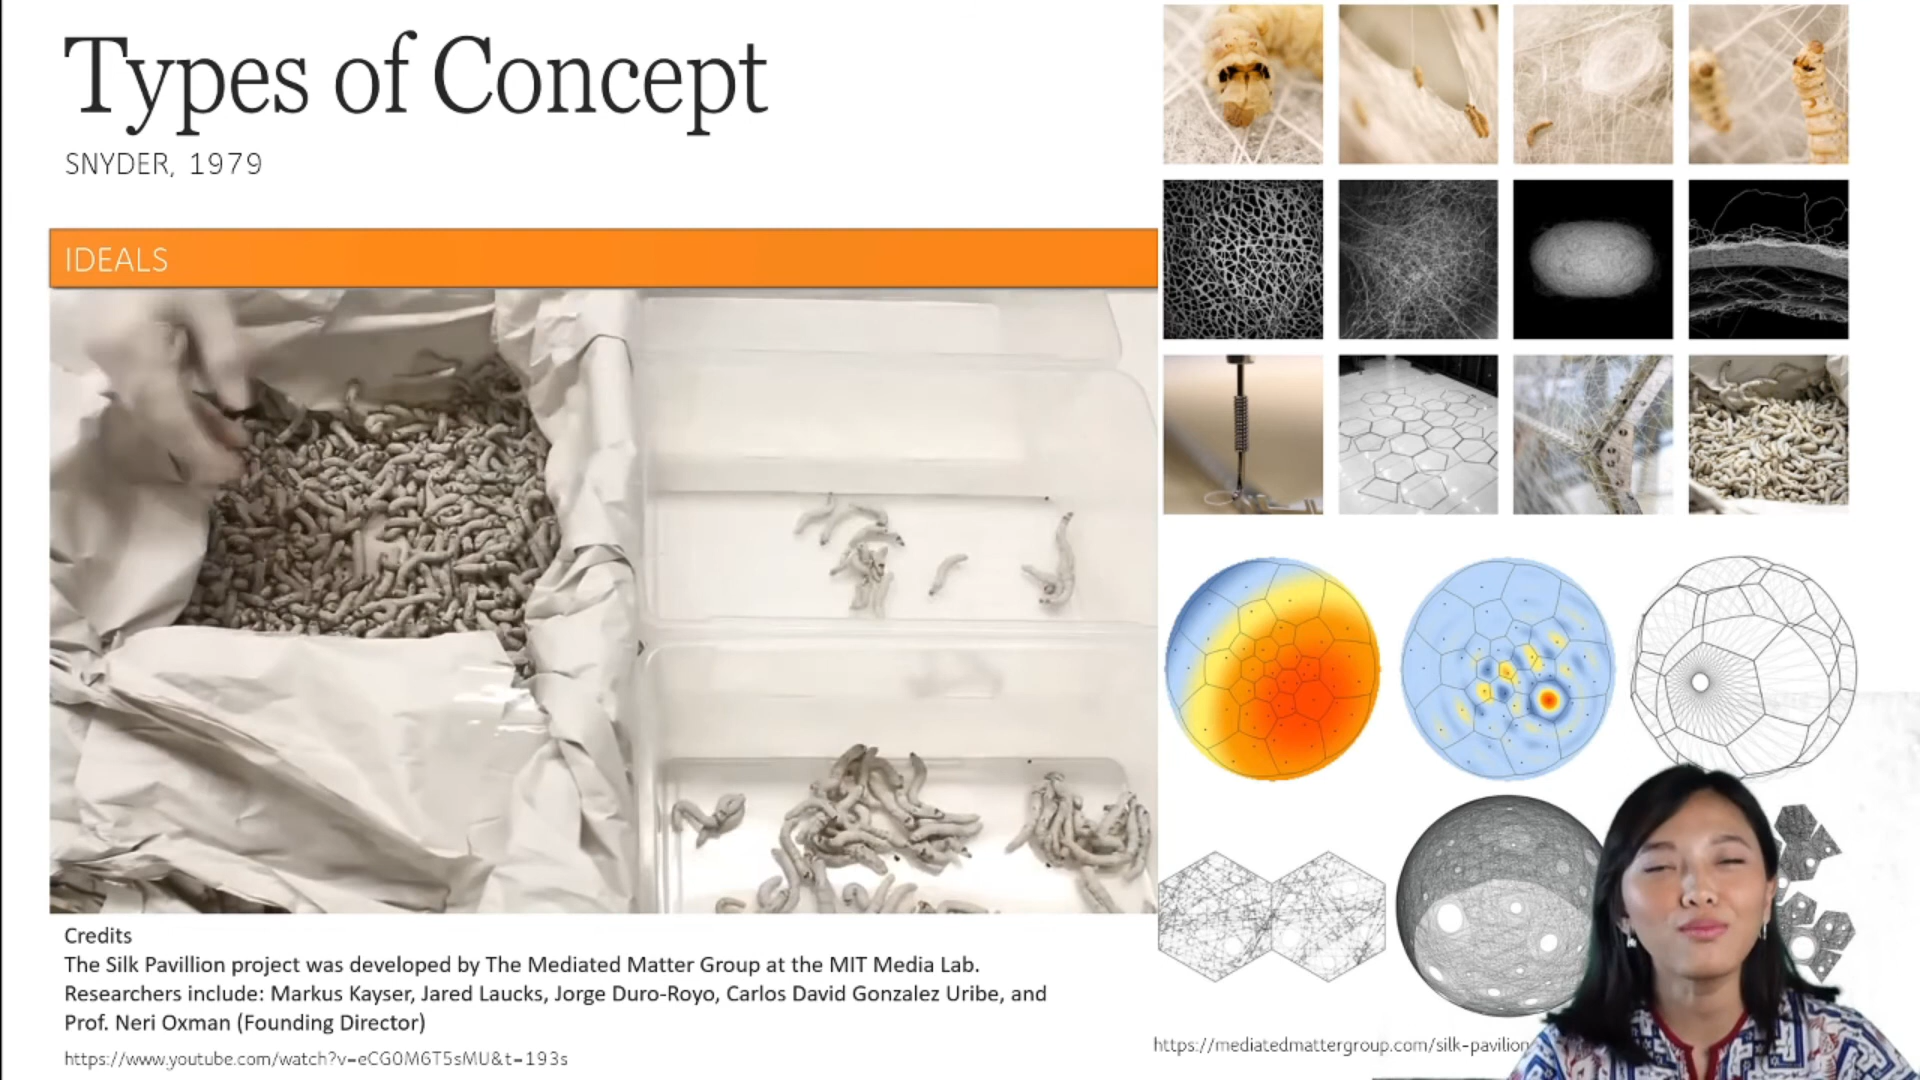 Types of Concept
SNYDER, 1979
IDEALS
Credits
The Silk Pavillion project was developed by The Mediated Matter Group at the MIT Media Lab.
Researchers include: Markus Kayser, Jared Laucks, Jorge Duro-Royo, Carlos David Gonzalez Uribe, and
Prof. Neri Oxman (Founding Director)
https://www.youtube.com/watch?v=eCG0M6T5sMU&t=193s
https://mediatedmattergroup.com/silk-pavilion